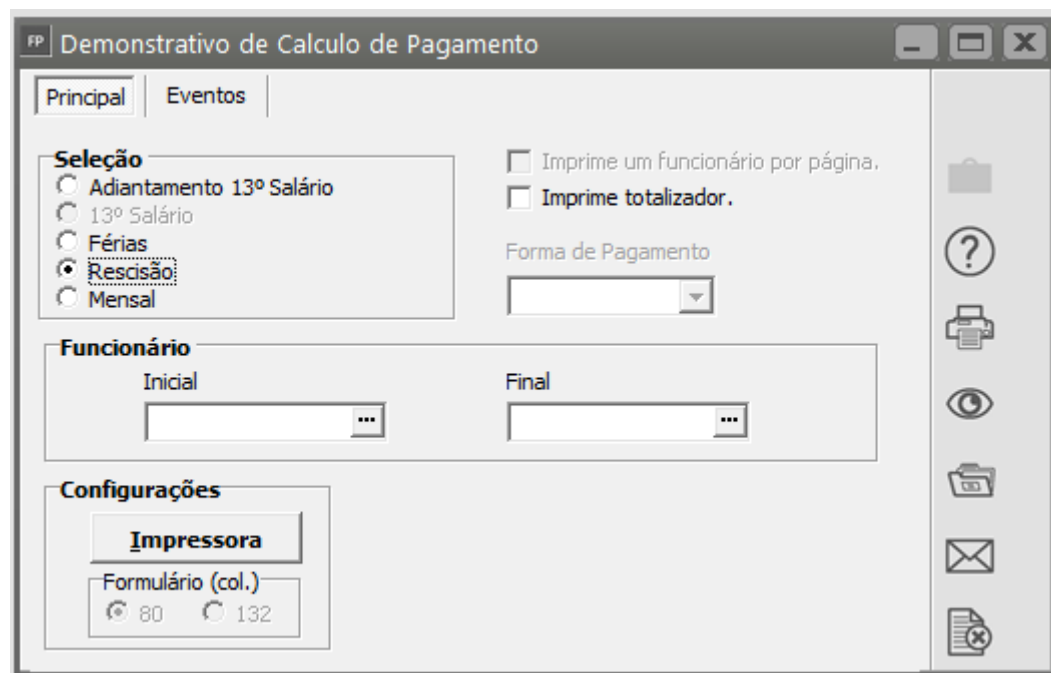 FP Demonstrativo de Calculo de Pagamento
Principal Eventos
Seleção
Adiantamento 13º Salário
13º Salário
Férias
Rescisão
Mensal
Imprime um funcionário por página.
Imprime totalizador.
Forma de Pagamento
Funcionário
Inicial Final
... ...
Configurações
Impressora
Formulário (col.)
80 132